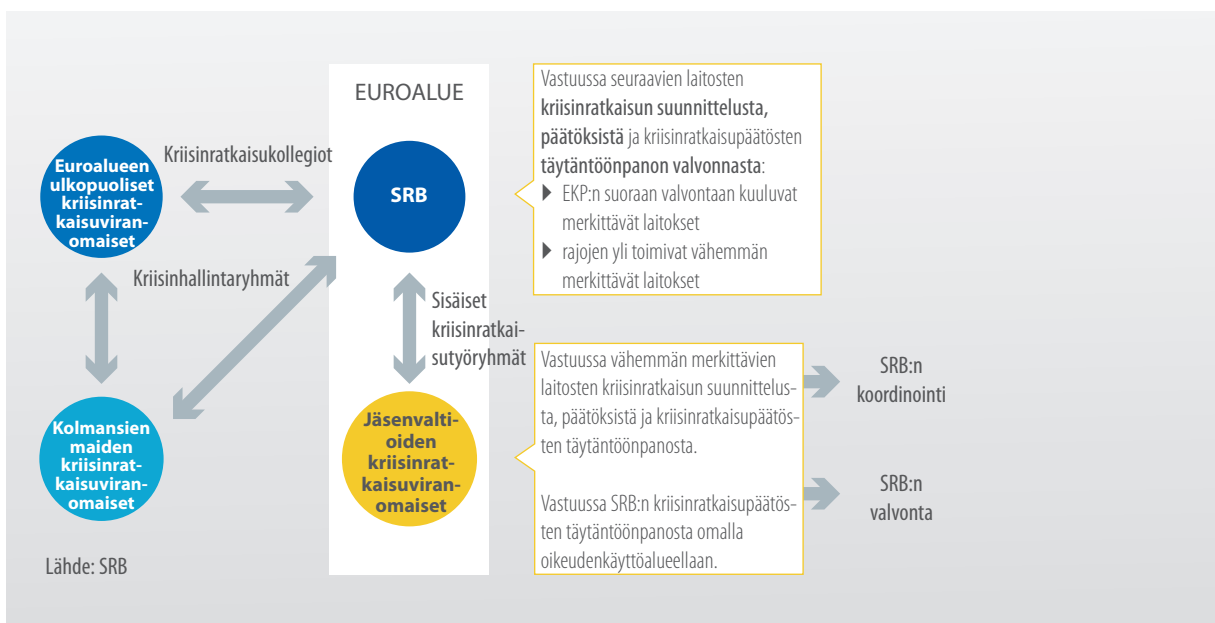 EUROALUE
Euroalueen
ulkopuoliset
kriisinrat-
kaisuviran-
omaiset
Kriisinratkaisukollegiot
SRB
Vastuussa seuraavien laitosten
kriisinratkaisun suunnittelusta,
päätöksistä ja kriisinratkaisupäätösten
täytäntöönpanon valvonnasta:
EKP:n suoraan valvontaan kuuluvat
merkittävät laitokset
rajojen yli toimivat vähemmän
merkittävät laitokset
Kriisinhallintaryhmät
Sisäiset
kriisinratkai-
sutyöryhmät
Kolmansien
maiden
kriisinrat-
kaisuviran-
omaiset
Jäsenvalti-
oiden
kriisinrat-
kaisuviran-
omaiset
Vastuussa vähemmän merkittävien
laitosten kriisinratkaisun suunnittelus-
ta, päätöksistä ja kriisinratkaisupäätös-
ten täytäntöönpanosta.
SRB:n
koordinointi
Vastuussa SRB:n kriisinratkaisupäätös-
ten täytäntöönpanosta omalla
oikeudenkäyttöalueellaan.
SRB:n
valvonta
Lähde: SRB